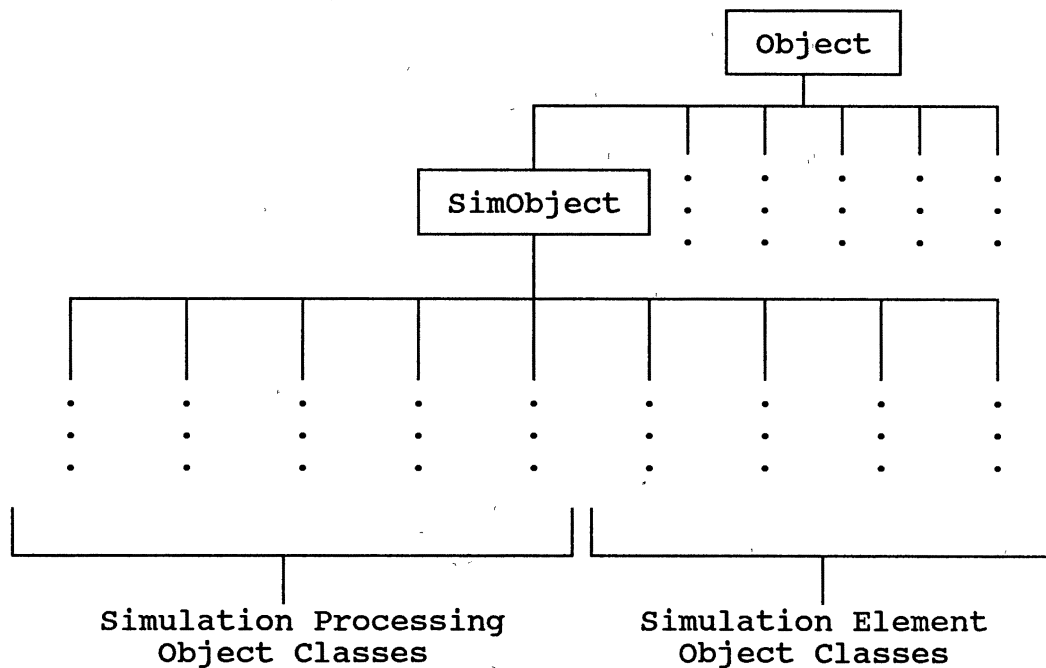 Object
SimObject
Simulation Processing
Object Classes
Simulation Element
Object Classes